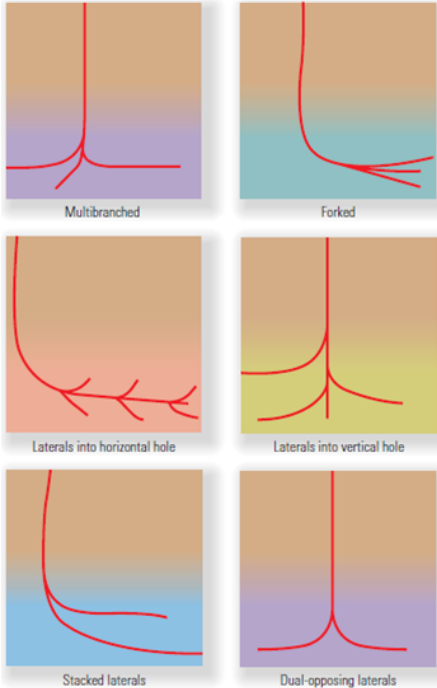 Multibranched
Forked
Laterals into horizontal hole
Laterals into vertical hole
Stacked laterals
Dual-opposing laterals